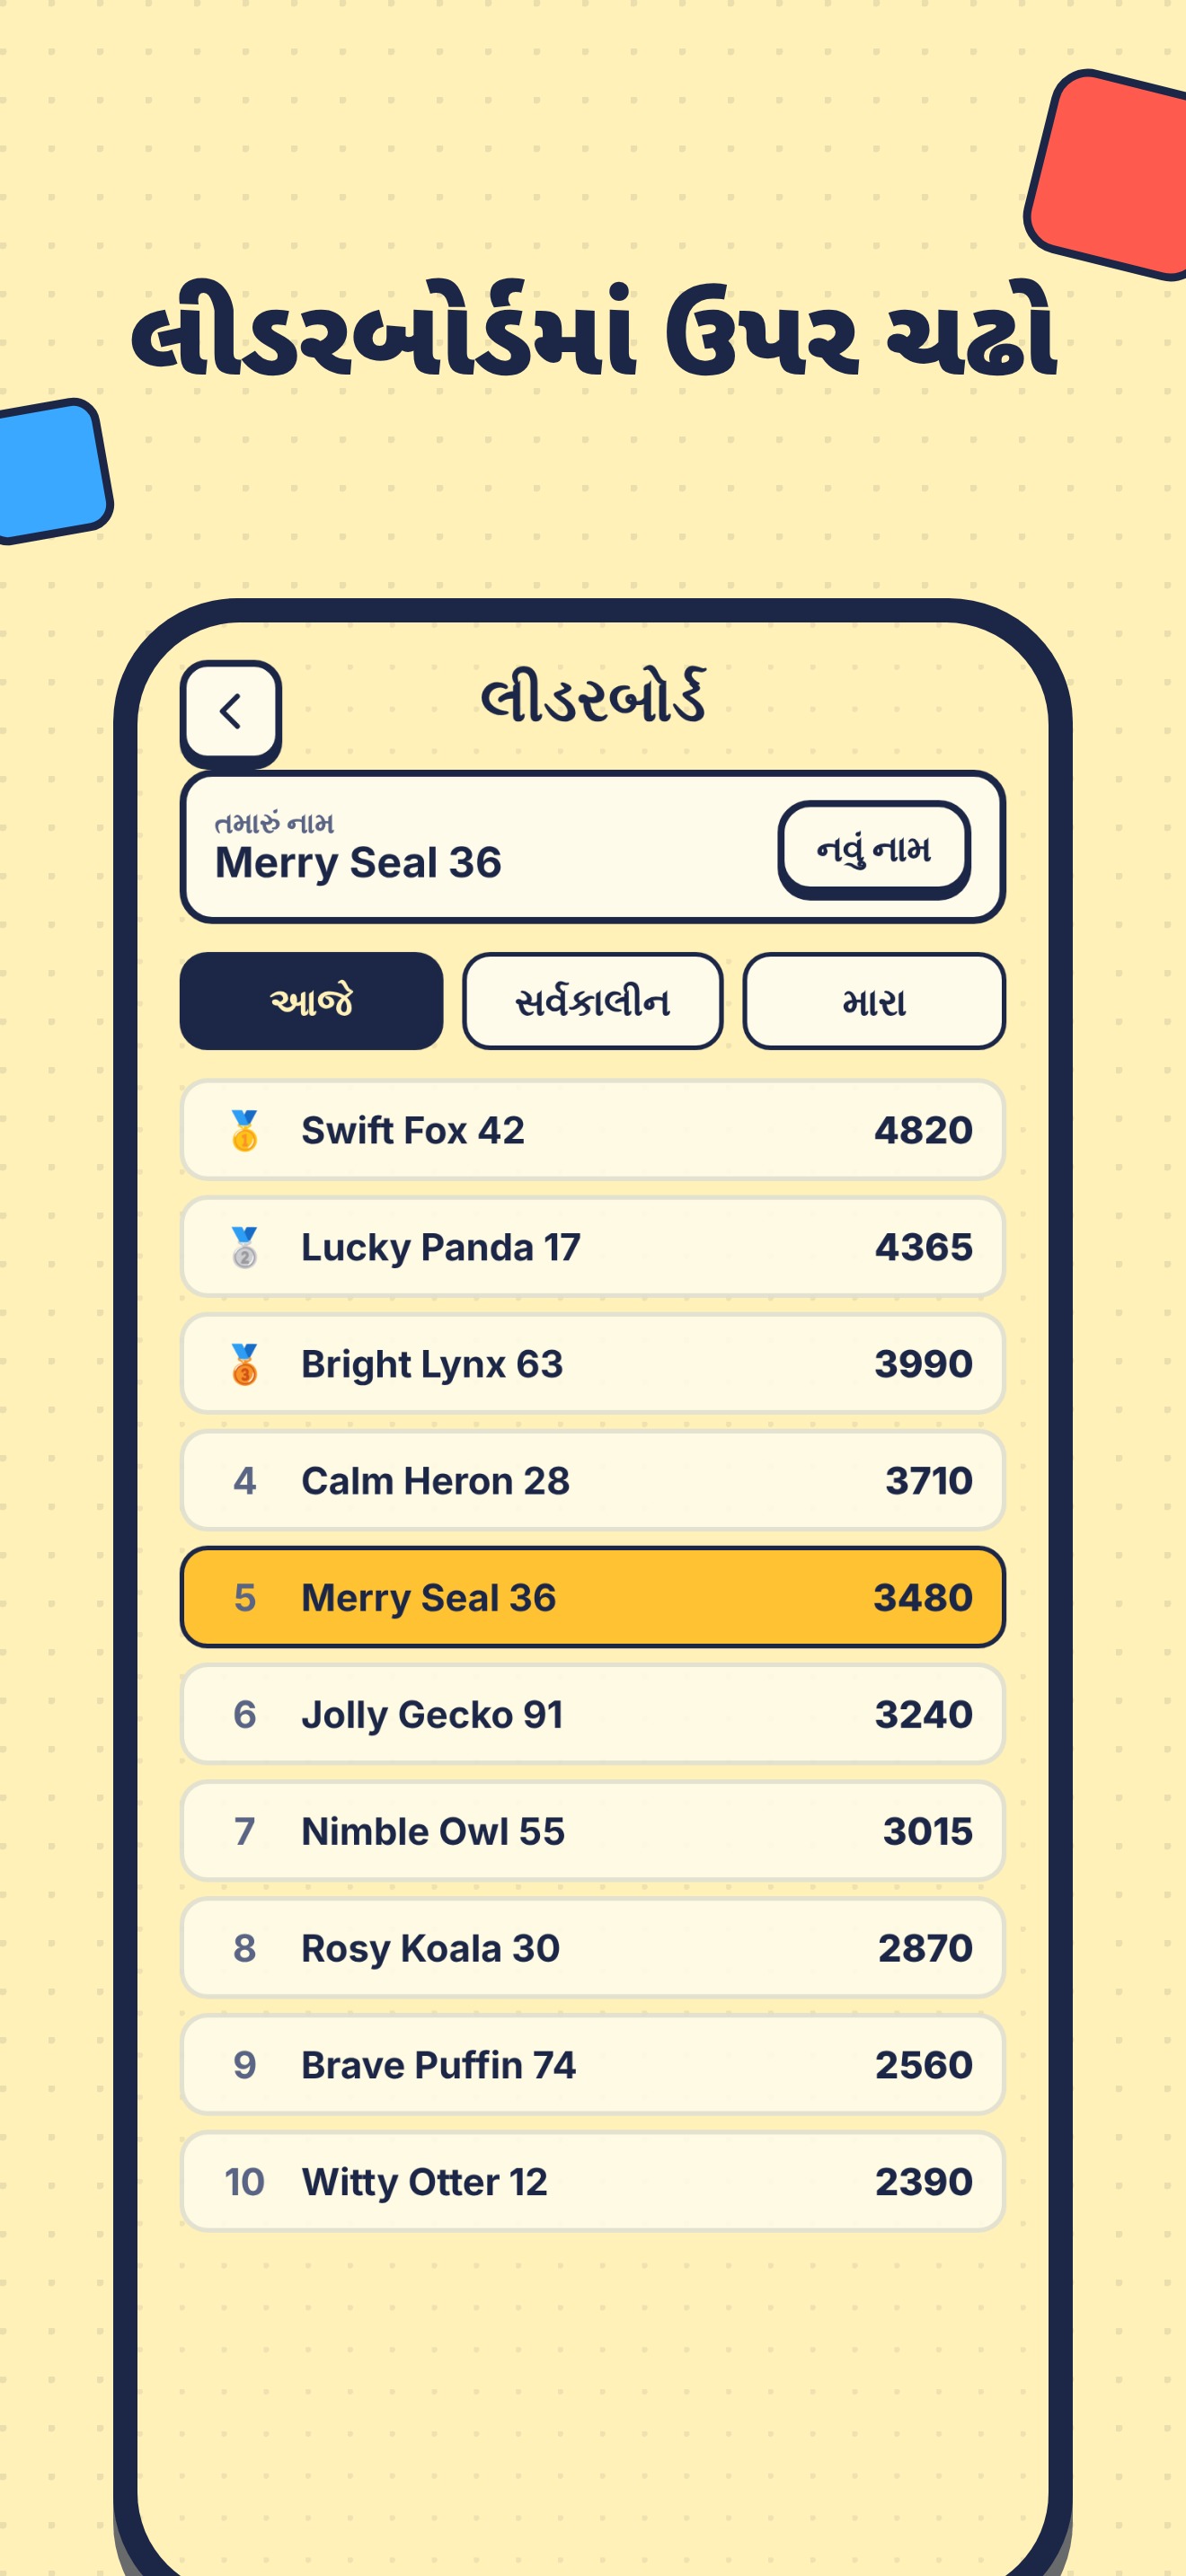 લીડરબોર્ડમાં ઉપર ચઢો
લીડરબોર્ડ
તમારું નામ
Merry Seal 36
નવું નામ
આજે સર્વકાલીન મારા
🥇 Swift Fox 42 4820
🥈 Lucky Panda 17 4365
🥉 Bright Lynx 63 3990
4 Calm Heron 28 3710
5 Merry Seal 36 3480
6 Jolly Gecko 91 3240
7 Nimble Owl 55 3015
8 Rosy Koala 30 2870
9 Brave Puffin 74 2560
10 Witty Otter 12 2390